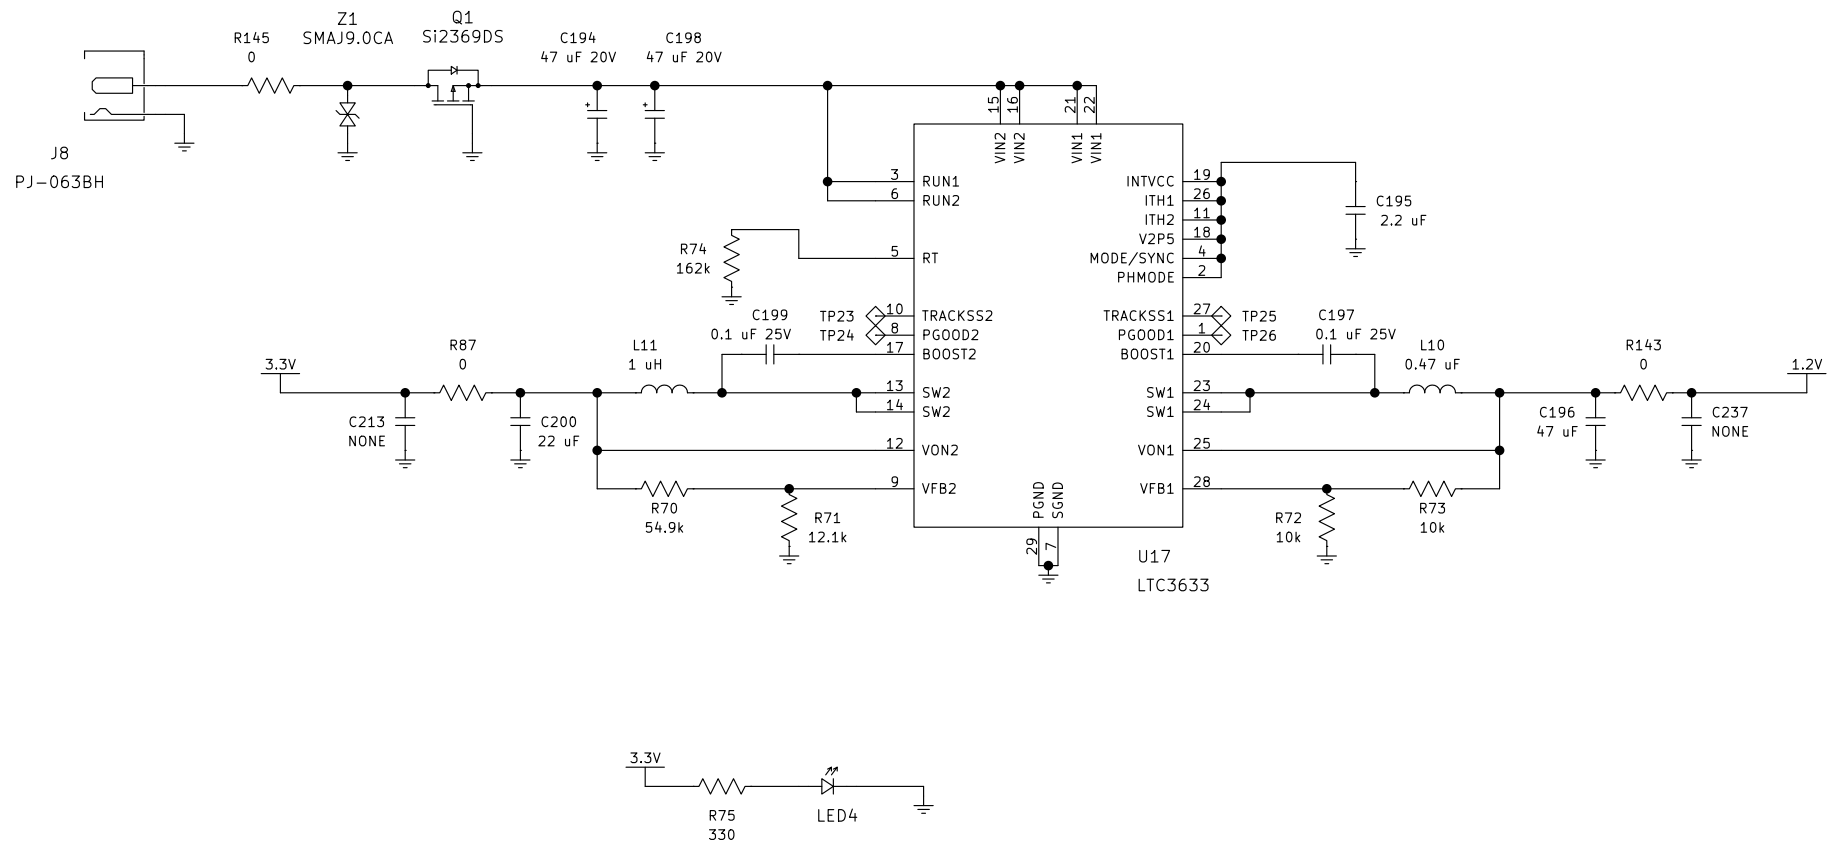 Z1
SMAJ9.0CA
Q1
Si2369DS
R145
0
C194
47 uF 20V
C198
47 uF 20V
J8
PJ-063BH
15
16
21
22
VIN2
VIN2
VIN1
VIN1
3 RUN1
6 RUN2
5 RT
10 TRACKSS2
8 PGOOD2
17 BOOST2
13 SW2
14 SW2
12 VON2
9 VFB2
INTVCC 19
ITH1 26
ITH2 11
V2P5 18
MODE/SYNC 4
PHMODE 2
TRACKSS1 27
PGOOD1 1
BOOST1 20
SW1 23
SW1 24
VON1 25
VFB1 28
PGND
SGND
29
7
U17
LTC3633
C195
2.2 uF
R74
162k
TP23
TP24
TP25
TP26
C199
0.1 uF 25V
C197
0.1 uF 25V
3.3V
R87
0
L11
1 uH
C213
NONE
C200
22 uF
R70
54.9k
R71
12.1k
L10
0.47 uF
R143
0
1.2V
C196
47 uF
C237
NONE
R72
10k
R73
10k
3.3V
R75
330
LED4